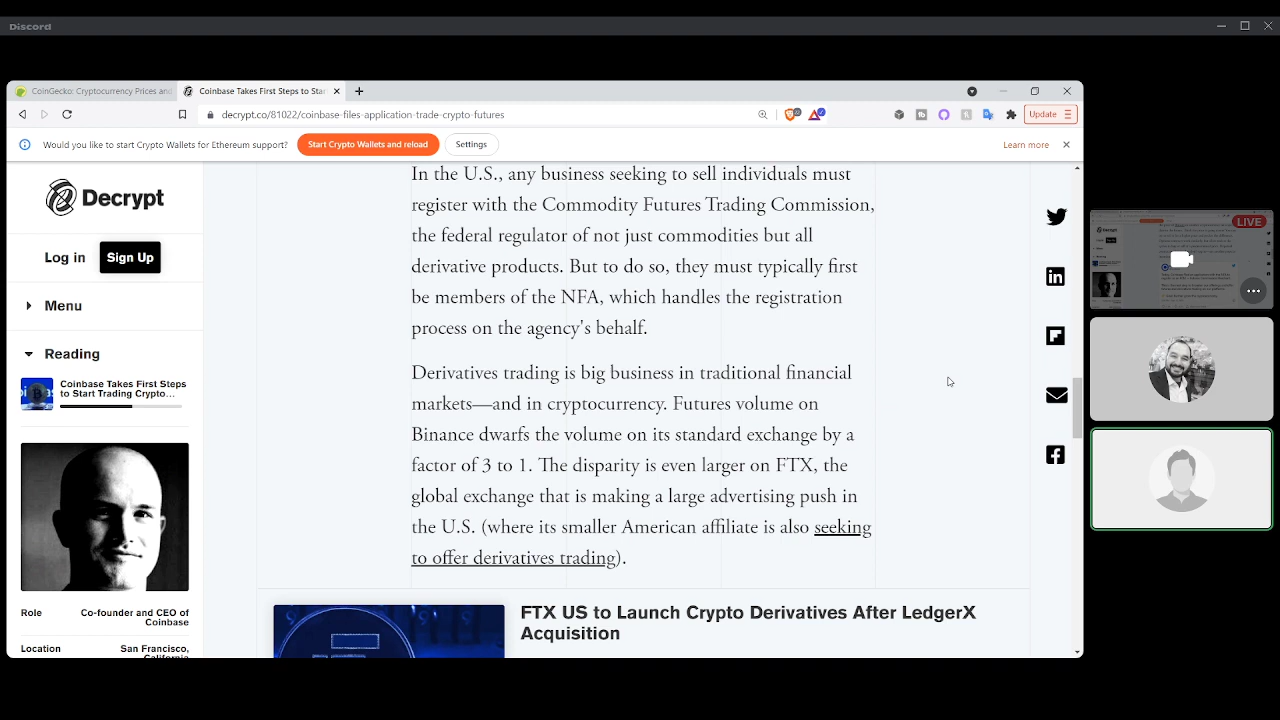 Discord
CoinGecko: Cryptocurrency Prices and
Coinbase Takes First Steps to Star
decrypt.co/81022/coinbase-files-application-trade-crypto-futures
Update
Would you like to start Crypto Wallets for Ethereum support?
Start Crypto Wallets and reload
Settings
Learn more
Decrypt
Log in
Sign Up
Menu
Reading
Coinbase Takes First Steps
to Start Trading Crypto...
Role
Co-founder and CEO of
Coinbase
Location
San Francisco,
California
In the U.S., any business seeking to sell individuals must
register with the Commodity Futures Trading Commission,
the federal regulator of not just commodities but all
derivative products. But to do so, they must typically first
be members of the NFA, which handles the registration
process on the agency's behalf.
Derivatives trading is big business in traditional financial
markets—and in cryptocurrency. Futures volume on
Binance dwarfs the volume on its standard exchange by a
factor of 3 to 1. The disparity is even larger on FTX, the
global exchange that is making a large advertising push in
the U.S. (where its smaller American affiliate is also seeking
to offer derivatives trading).
FTX US to Launch Crypto Derivatives After LedgerX
Acquisition
LIVE